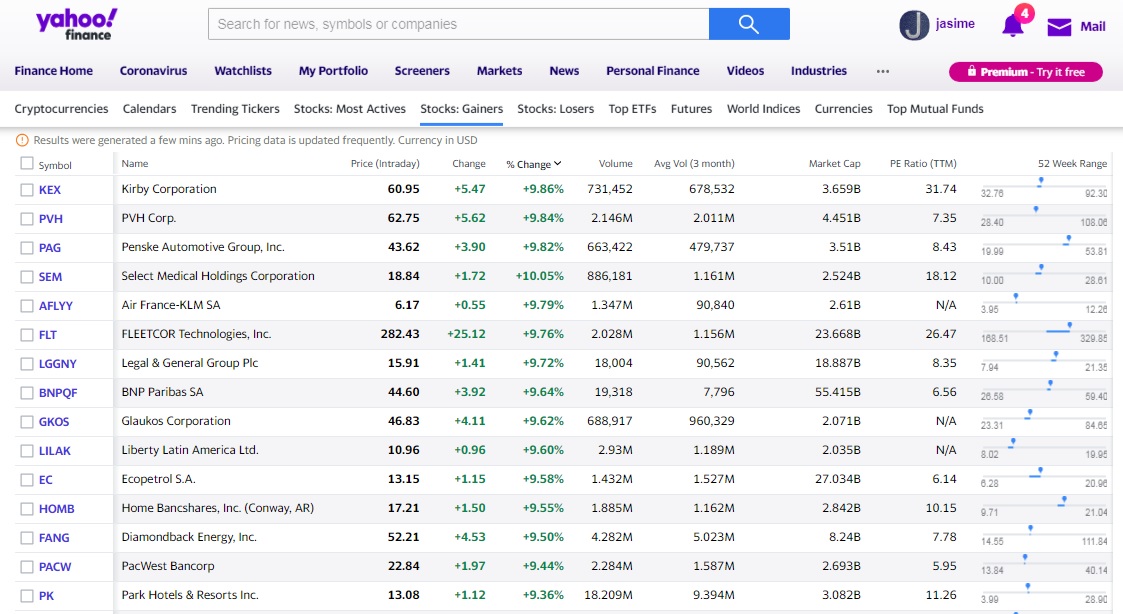 yahoo!
finance
Search for news, symbols or companies
J
jasime
4
Mail
Finance Home Coronavirus Watchlists My Portfolio Screeners Markets News Personal Finance Videos Industries ••• Premium - Try it free
Cryptocurrencies Calendars Trending Tickers Stocks: Most Actives Stocks: Gainers Stocks: Losers Top ETFs Futures World Indices Currencies Top Mutual Funds
Results were generated a few mins ago. Pricing data is updated frequently. Currency in USD
Symbol Name Price (Intraday) Change % Change Volume Avg Vol (3 month) Market Cap PE Ratio (TTM) 52 Week Range
KEX Kirby Corporation 60.95 +5.47 +9.86% 731,452 678,532 3.659B 31.74 32.76 92.30
PVH PVH Corp. 62.75 +5.62 +9.84% 2.146M 2.011M 4.451B 7.35 28.40 108.06
PAG Penske Automotive Group, Inc. 43.62 +3.90 +9.82% 663,422 479,737 3.51B 8.43 19.99 53.81
SEM Select Medical Holdings Corporation 18.84 +1.72 +10.05% 886,181 1.161M 2.524B 18.12 10.00 28.61
AFLYY Air France-KLM SA 6.17 +0.55 +9.79% 1.347M 90,840 2.61B N/A 3.95 12.26
FLT FLEETCOR Technologies, Inc. 282.43 +25.12 +9.76% 2.028M 1.156M 23.668B 26.47 168.51 329.85
LGGNY Legal & General Group Plc 15.91 +1.41 +9.72% 18,004 90,562 18.887B 8.35 7.94 21.35
BNPQF BNP Paribas SA 44.60 +3.92 +9.64% 19,318 7,796 55.415B 6.56 26.58 59.40
GKOS Glaukos Corporation 46.83 +4.11 +9.62% 688,917 960,329 2.071B N/A 23.31 84.65
LILAK Liberty Latin America Ltd. 10.96 +0.96 +9.60% 2.93M 1.189M 2.035B N/A 8.02 19.95
EC Ecopetrol S.A. 13.15 +1.15 +9.58% 1.432M 1.527M 27.034B 6.14 6.28 20.96
HOMB Home Bancshares, Inc. (Conway, AR) 17.21 +1.50 +9.55% 1.885M 1.162M 2.842B 10.15 9.71 21.04
FANG Diamondback Energy, Inc. 52.21 +4.53 +9.50% 4.282M 5.023M 8.24B 7.78 14.55 111.84
PACW PacWest Bancorp 22.84 +1.97 +9.44% 2.284M 1.587M 2.693B 5.95 13.84 40.14
PK Park Hotels & Resorts Inc. 13.08 +1.12 +9.36% 18.209M 9.394M 3.082B 11.26 3.99 28.90